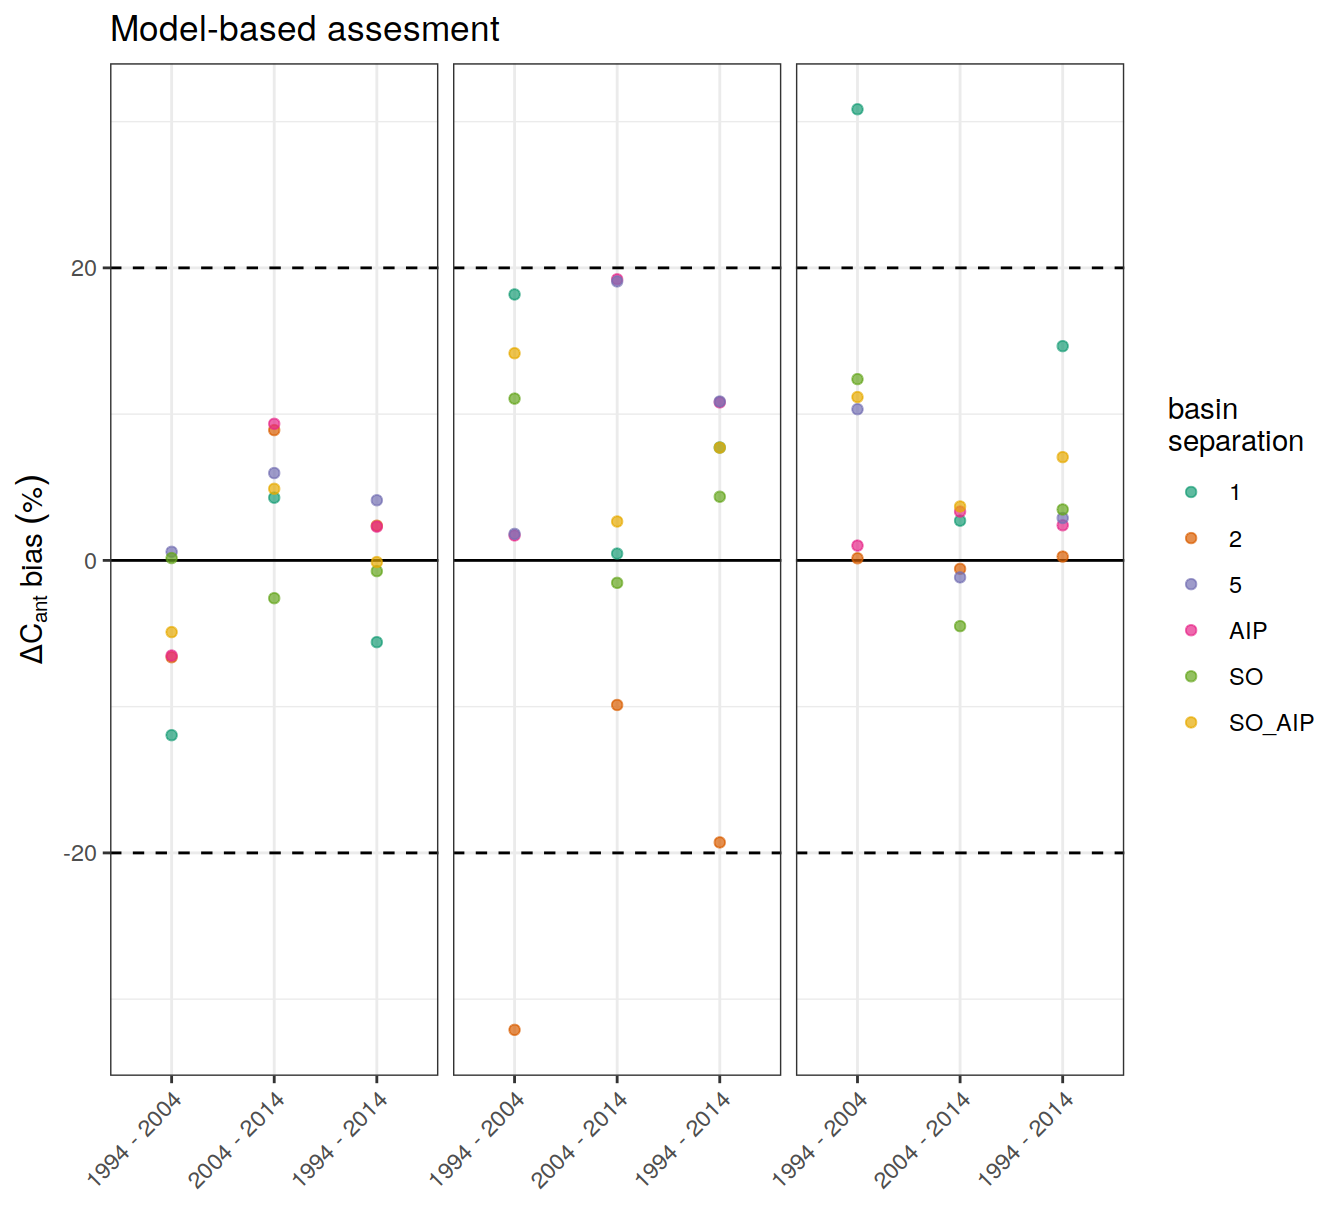 Model-based assesment
ΔCant bias (%)
20
0
-20
1994 - 2004
2004 - 2014
1994 - 2014
1994 - 2004
2004 - 2014
1994 - 2014
1994 - 2004
2004 - 2014
1994 - 2014
basin
separation
1
2
5
AIP
SO
SO_AIP